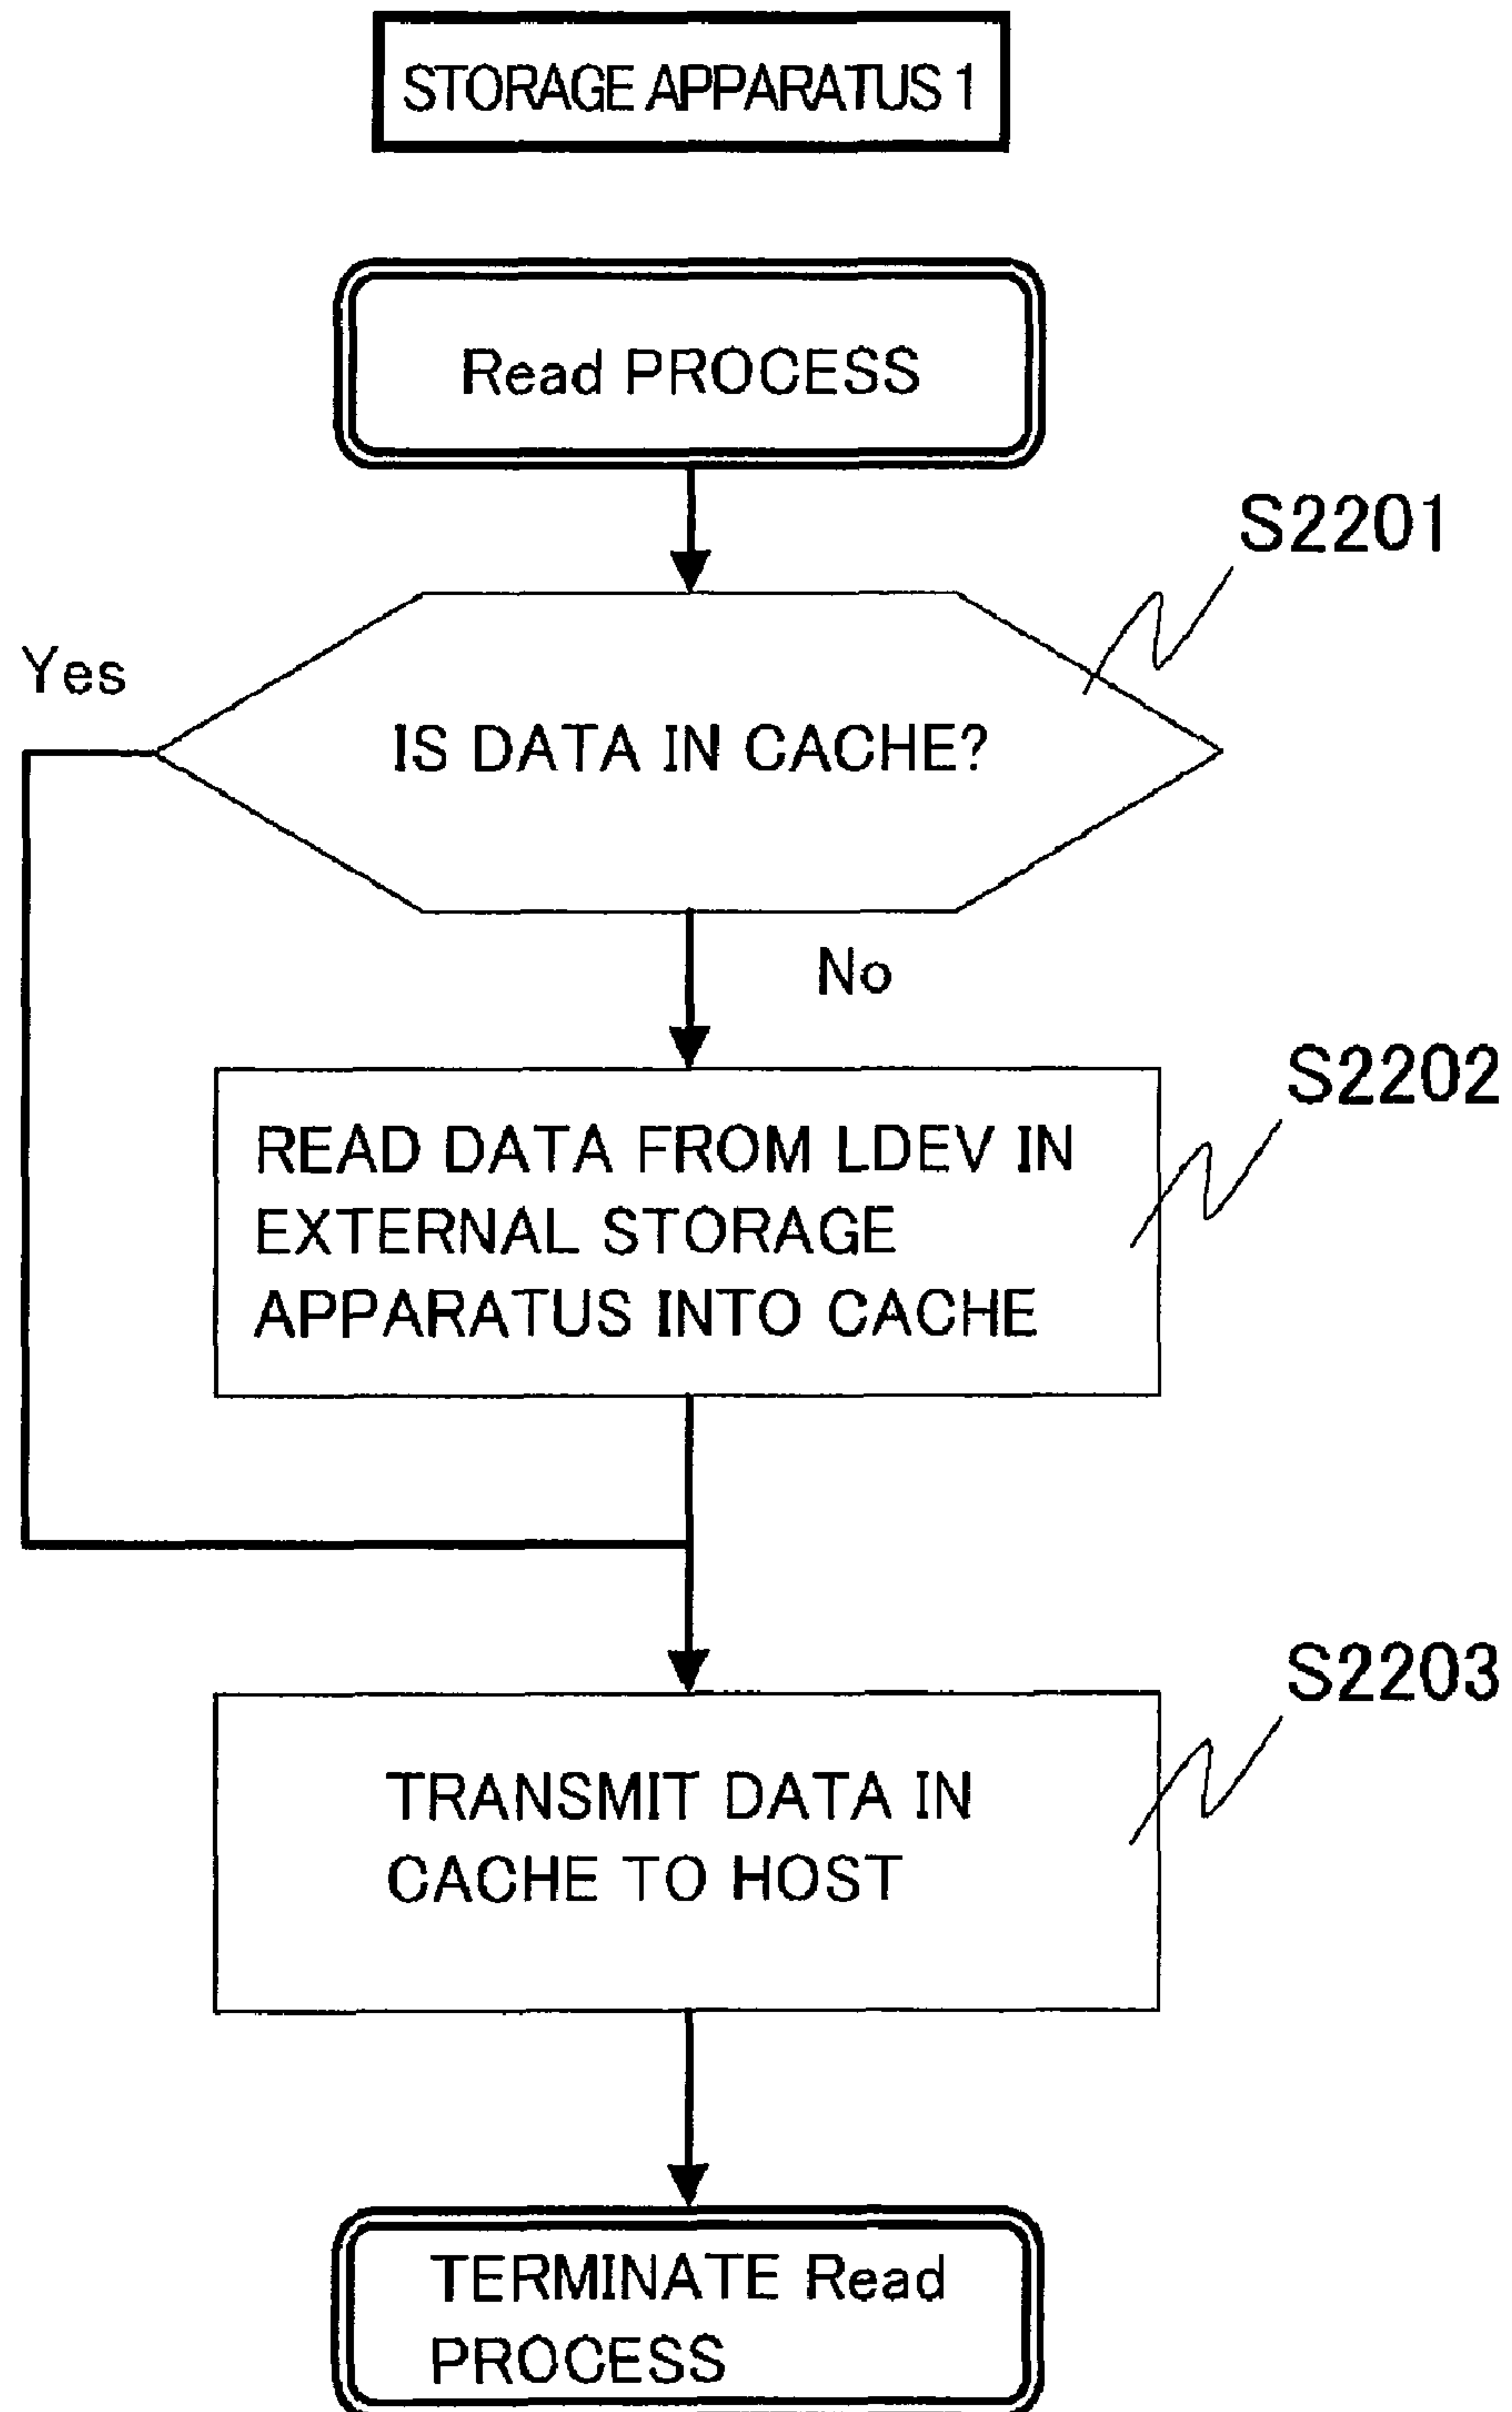 STORAGE APPARATUS 1
Read PROCESS
S2201
Yes
IS DATA IN CACHE?
No
S2202
READ DATA FROM LDEV IN
EXTERNAL STORAGE
APPARATUS INTO CACHE
S2203
TRANSMIT DATA IN
CACHE TO HOST
TERMINATE Read
PROCESS